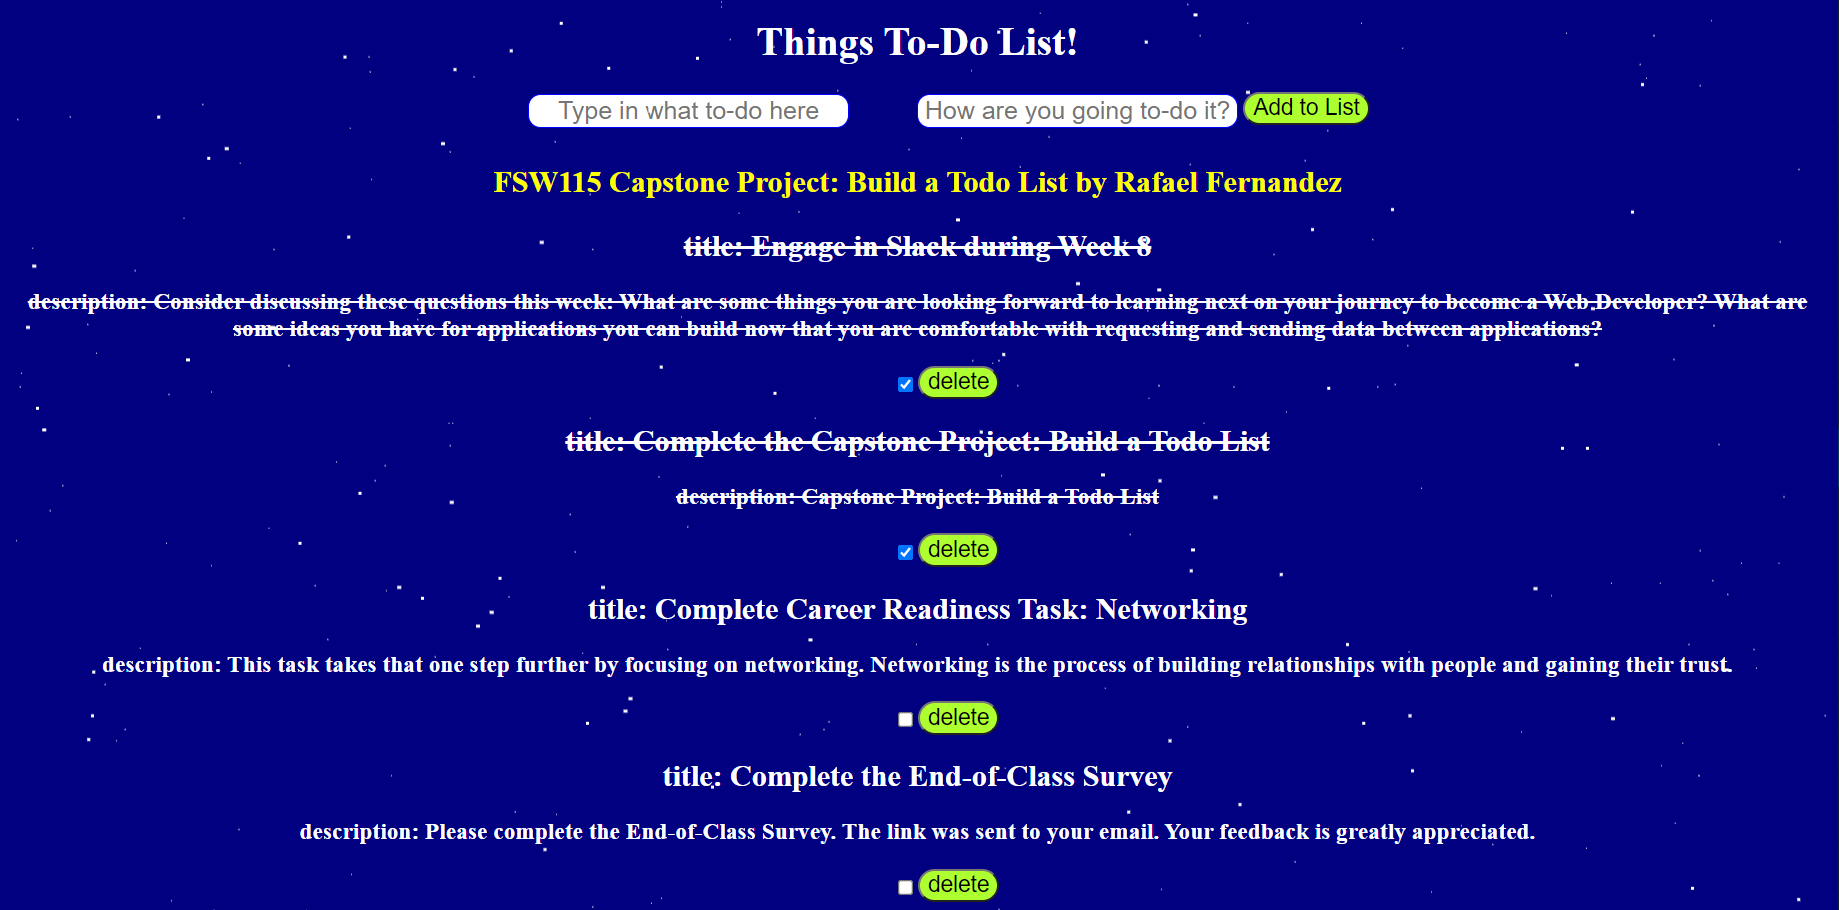 Things To-Do List!
Type in what to-do here
How are you going to-do it?
Add to List
FSW115 Capstone Project: Build a Todo List by Rafael Fernandez
title: Engage in Slack during Week 8
description: Consider discussing these questions this week: What are some things you are looking forward to learning next on your journey to become a Web Developer? What are
some ideas you have for applications you can build now that you are comfortable with requesting and sending data between applications?
delete
title: Complete the Capstone Project: Build a Todo List
description: Capstone Project: Build a Todo List
delete
title: Complete Career Readiness Task: Networking
description: This task takes that one step further by focusing on networking. Networking is the process of building relationships with people and gaining their trust.
delete
title: Complete the End-of-Class Survey
description: Please complete the End-of-Class Survey. The link was sent to your email. Your feedback is greatly appreciated.
delete